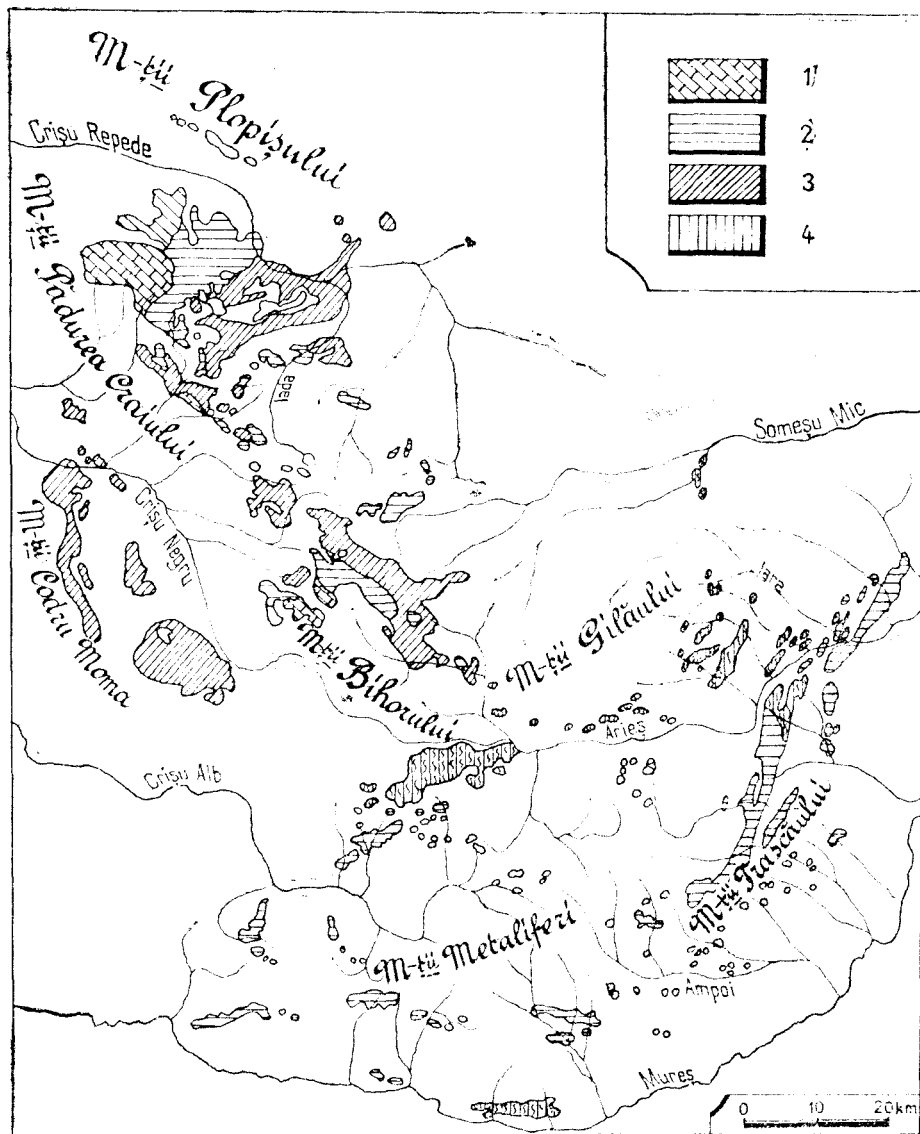 M-ții Plopișului
Crișu Repede
1
2
3
4
M-ții Pădurea Craiului
Iada
Someșu Mic
Crișu Negru
M-ții Codru Moma
Iara
M-ții Gilăului
M-ții Bihorului
Arieș
Crișu Alb
M-ții Trascăului
M-ții Metaliferi
Ampoi
Mureș
0 10 20km